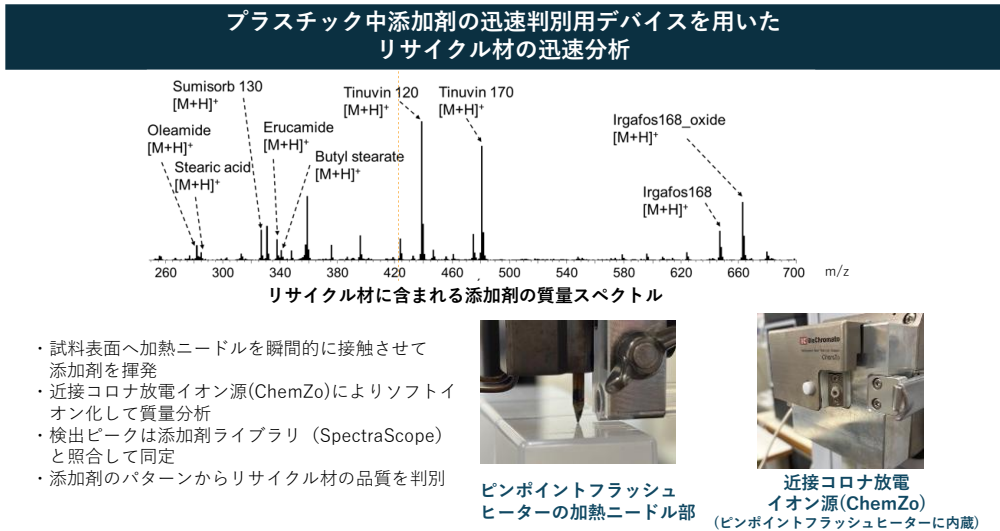 プラスチック中添加剤の迅速判別用デバイスを用いた
リサイクル材の迅速分析
Sumisorb 130
[M+H]⁺
Oleamide
[M+H]⁺
Stearic acid
[M+H]⁺
Erucamide
[M+H]⁺
Butyl stearate
[M+H]⁺
Tinuvin 120
[M+H]⁺
Tinuvin 170
[M+H]⁺
Irgafos168_oxide
[M+H]⁺
Irgafos168
[M+H]⁺
260 300 340 380 420 460 500 540 580 620 660 700 m/z
リサイクル材に含まれる添加剤の質量スペクトル
・試料表面へ加熱ニードルを瞬間的に接触させて
添加剤を揮発
・近接コロナ放電イオン源(ChemZo)によりソフトイ
オン化して質量分析
・検出ピークは添加剤ライブラリ（SpectraScope）
と照合して同定
・添加剤のパターンからリサイクル材の品質を判別
ピンポイントフラッシュ
ヒーターの加熱ニードル部
BioChromato
ChemZo
近接コロナ放電
イオン源(ChemZo)
(ピンポイントフラッシュヒーターに内蔵)